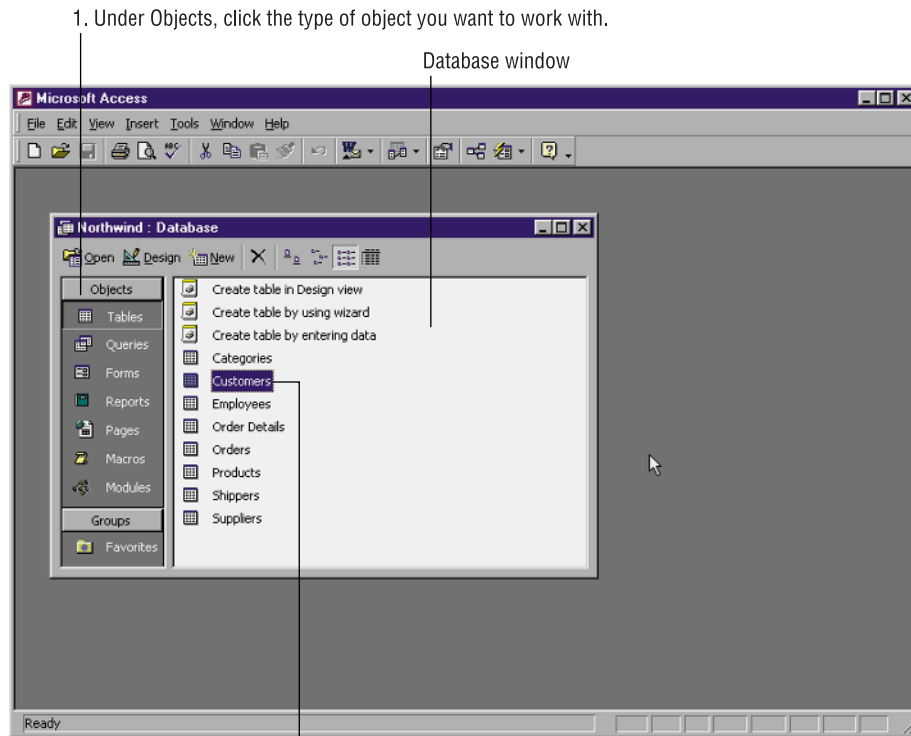 1. Under Objects, click the type of object you want to work with.
Database window
Microsoft Access
File Edit View Insert Tools Window Help
Northwind : Database
Open Design New
Objects
Tables
Queries
Forms
Reports
Pages
Macros
Modules
Groups
Favorites
Create table in Design view
Create table by using wizard
Create table by entering data
Categories
Customers
Employees
Order Details
Orders
Products
Shippers
Suppliers
Ready